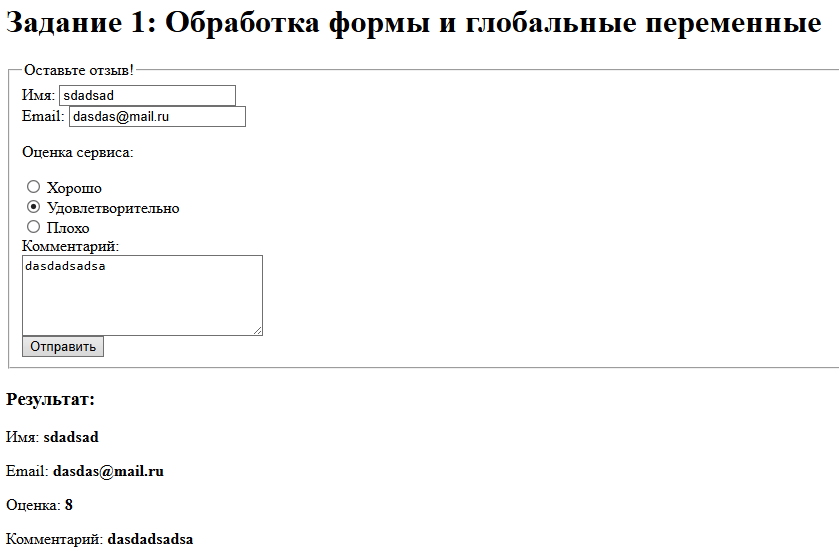 Задание 1: Обработка формы и глобальные переменные
Оставьте отзыв!
Имя: sdadsad
Email: dasdas@mail.ru
Оценка сервиса:
Хорошо
Удовлетворительно
Плохо
Комментарий:
dasdadsadsa
Отправить
Результат:
Имя: sdadsad
Email: dasdas@mail.ru
Оценка: 8
Комментарий: dasdadsadsa